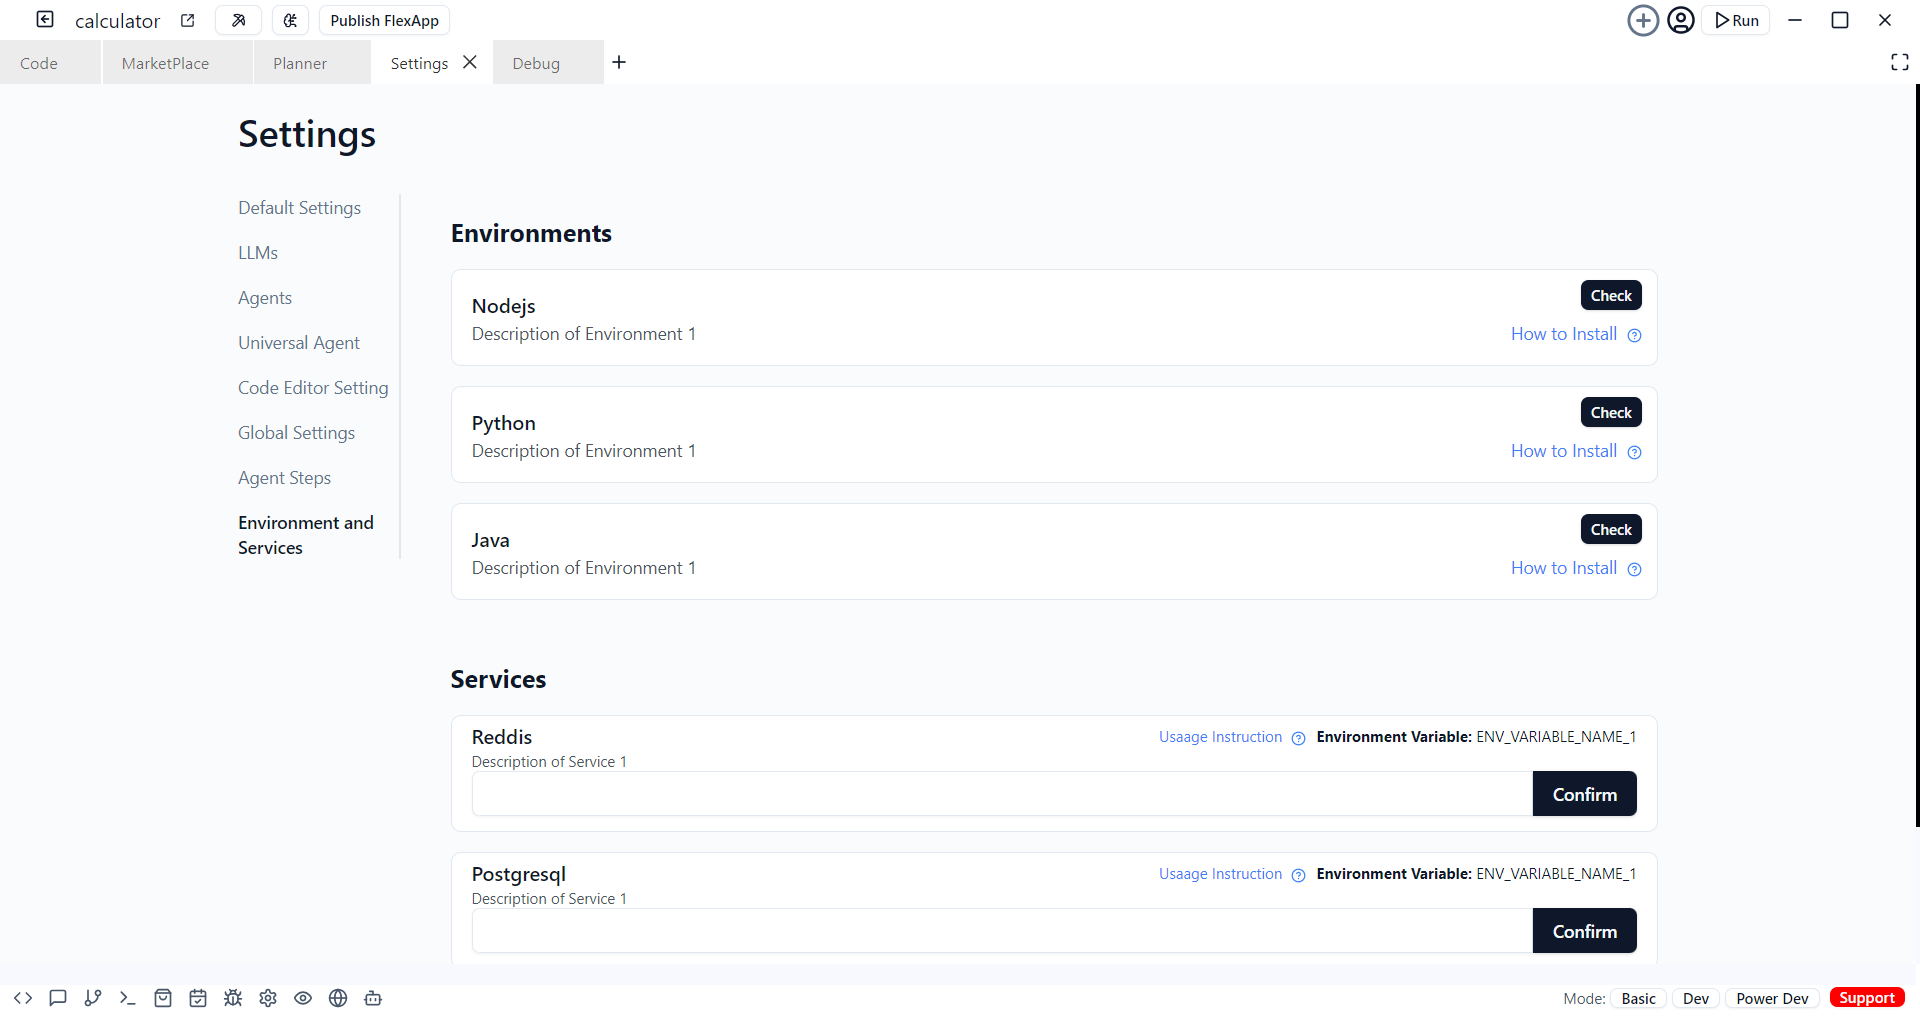 calculator
Publish FlexApp
Run
Code
MarketPlace
Planner
Settings
Debug
Settings
Default Settings
LLMs
Agents
Universal Agent
Code Editor Setting
Global Settings
Agent Steps
Environment and
Services
Environments
Nodejs
Check
Description of Environment 1
How to Install
Python
Check
Description of Environment 1
How to Install
Java
Check
Description of Environment 1
How to Install
Services
Reddis
Usaage Instruction
Environment Variable: ENV_VARIABLE_NAME_1
Description of Service 1
Confirm
Postgresql
Usaage Instruction
Environment Variable: ENV_VARIABLE_NAME_1
Description of Service 1
Confirm
Mode:
Basic
Dev
Power Dev
Support